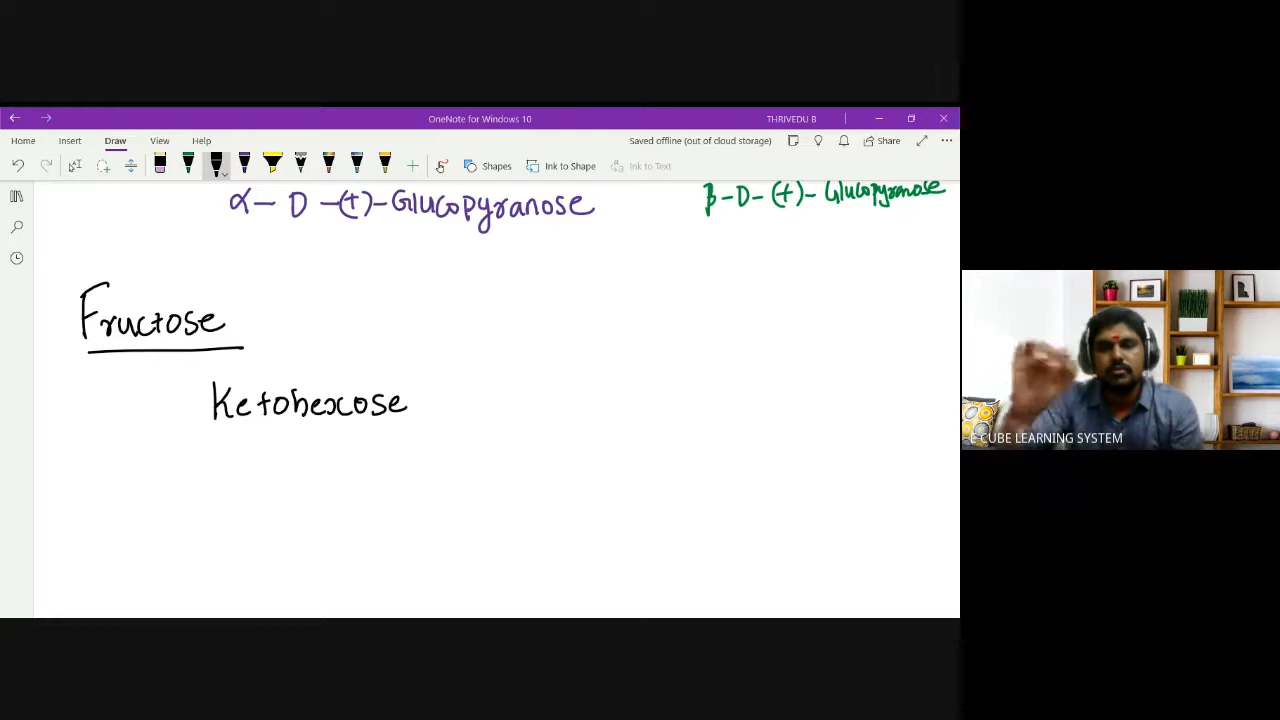 OneNote for Windows 10
THRIVEDU B
Home Insert Draw View Help
Saved offline (out of cloud storage)
Share
Shapes
Ink to Shape
Ink to Text
α - D -(+)- Glucopyranose
β - D - (+) - Glucopyranose
Fructose
Ketohexose
E CUBE LEARNING SYSTEM